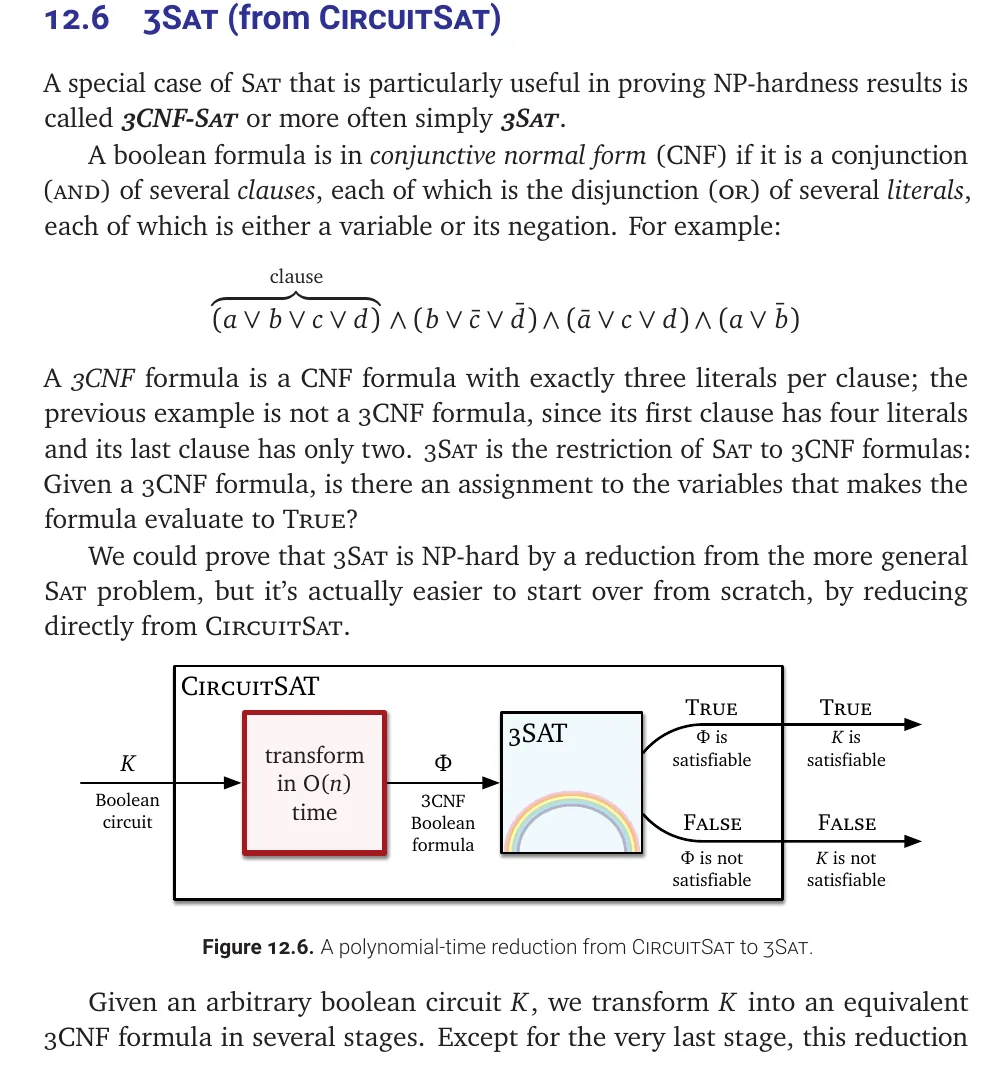 12.6 3Sat (from CircuitSat)
A special case of Sat that is particularly useful in proving NP-hardness results is
called 3CNF-Sat or more often simply 3Sat.
A boolean formula is in conjunctive normal form (CNF) if it is a conjunction
(and) of several clauses, each of which is the disjunction (or) of several literals,
each of which is either a variable or its negation. For example:
clause
(a ∨ b ∨ c ∨ d) ∧ (b ∨ c̄ ∨ d̄) ∧ (ā ∨ c ∨ d) ∧ (a ∨ b̄)
A 3CNF formula is a CNF formula with exactly three literals per clause; the
previous example is not a 3CNF formula, since its first clause has four literals
and its last clause has only two. 3Sat is the restriction of Sat to 3CNF formulas:
Given a 3CNF formula, is there an assignment to the variables that makes the
formula evaluate to True?
We could prove that 3Sat is NP-hard by a reduction from the more general
Sat problem, but it’s actually easier to start over from scratch, by reducing
directly from CircuitSat.
CircuitSAT
K
Boolean
circuit
transform
in O(n)
time
Φ
3CNF
Boolean
formula
3SAT
True
Φ is
satisfiable
True
K is
satisfiable
False
Φ is not
satisfiable
False
K is not
satisfiable
Figure 12.6. A polynomial-time reduction from CircuitSat to 3Sat.
Given an arbitrary boolean circuit K, we transform K into an equivalent
3CNF formula in several stages. Except for the very last stage, this reduction